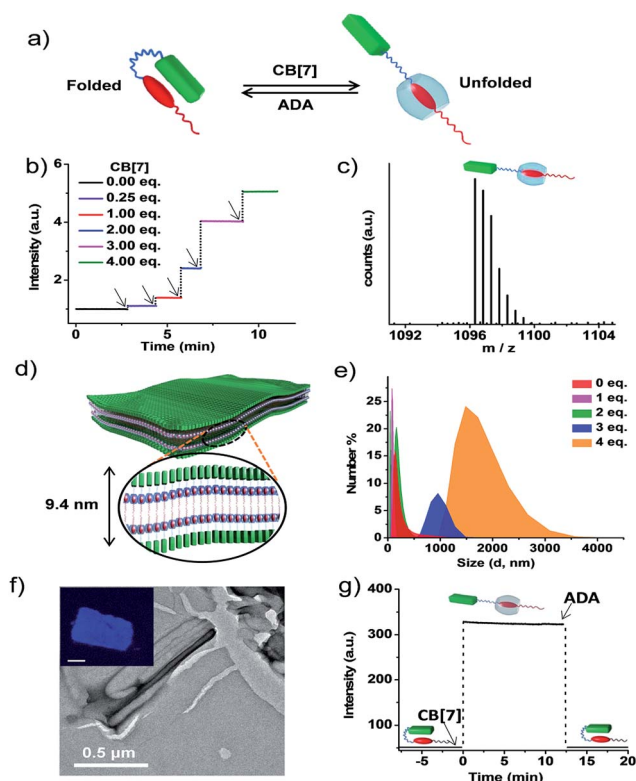 a)
Folded
CB[7]
ADA
Unfolded
b)
CB[7]
0.00 eq.
0.25 eq.
1.00 eq.
2.00 eq.
3.00 eq.
4.00 eq.
Intensity (a.u.)
5
3
1
0
5
10
Time (min)
c)
counts (a.u.)
1092
1096
1100
1104
m / z
d)
9.4 nm
e)
0 eq.
1 eq.
2 eq.
3 eq.
4 eq.
Number %
25
20
15
10
5
0
0
1000
2000
3000
4000
Size (d, nm)
f)
0.5 µm
g)
Intensity (a.u.)
400
300
200
100
ADA
CB[7]
-5
0
5
10
15
20
Time (min)